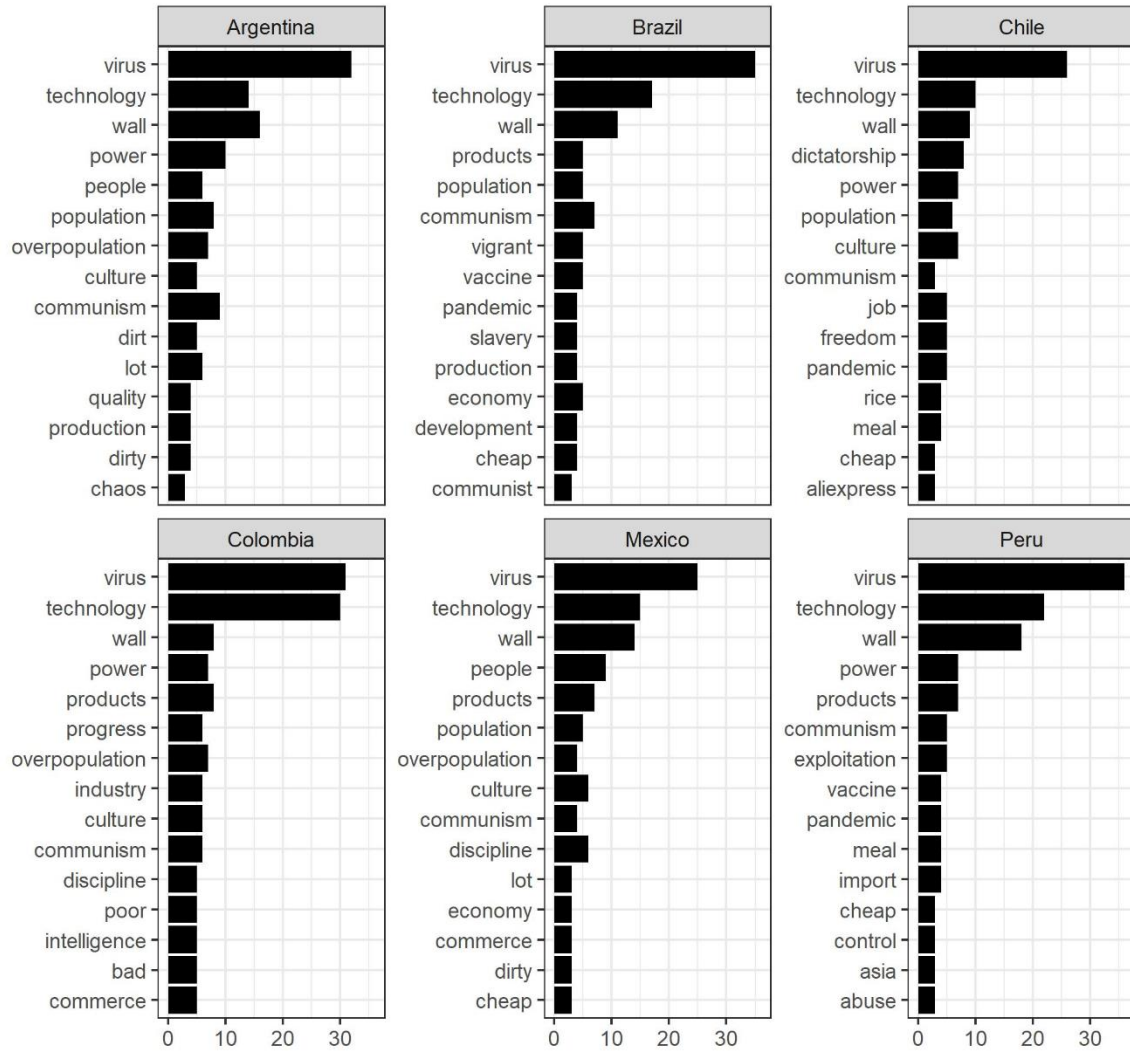 Argentina
virus
technology
wall
power
people
population
overpopulation
culture
communism
dirt
lot
quality
production
dirty
chaos
Brazil
virus
technology
wall
products
population
communism
vigrant
vaccine
pandemic
slavery
production
economy
development
cheap
communist
Chile
virus
technology
wall
dictatorship
power
population
culture
communism
job
freedom
pandemic
rice
meal
cheap
aliexpress
Colombia
virus
technology
wall
power
products
progress
overpopulation
industry
culture
communism
discipline
poor
intelligence
bad
commerce
0 10 20 30
Mexico
virus
technology
wall
people
products
population
overpopulation
culture
communism
discipline
lot
economy
commerce
dirty
cheap
0 10 20 30
Peru
virus
technology
wall
power
products
communism
exploitation
vaccine
pandemic
meal
import
cheap
control
asia
abuse
0 10 20 30